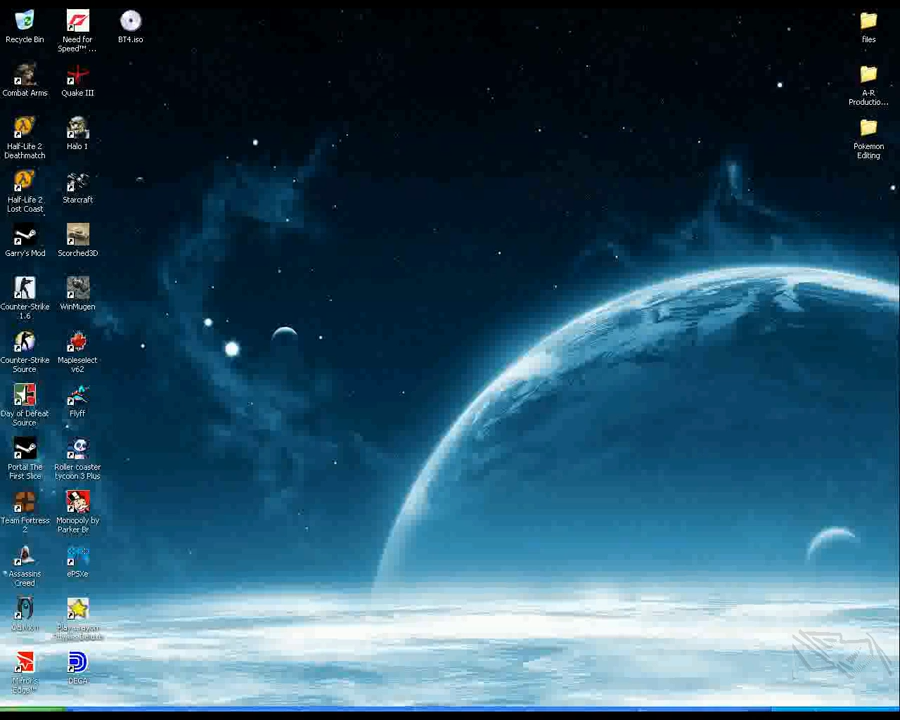 Recycle Bin
Combat Arms
Half-Life 2
Deathmatch
Half-Life 2
Lost Coast
Garry's Mod
Counter-Strike
1.6
Counter-Strike
Source
Day of Defeat
Source
Portal The
First Slice
Team Fortress
2
Assassins
Creed
Mirror's
Edge™
Need for
Speed™ ...
Quake III
Halo 1
Starcraft
Scorched3D
WinMugen
Mapleselect
v62
Flyff
Roller coaster
tycoon 3 Plus
Monopoly by
Parker Br
ePSXe
DEGA
BT4.iso
files
A-R
Productio...
Pokemon
Editing